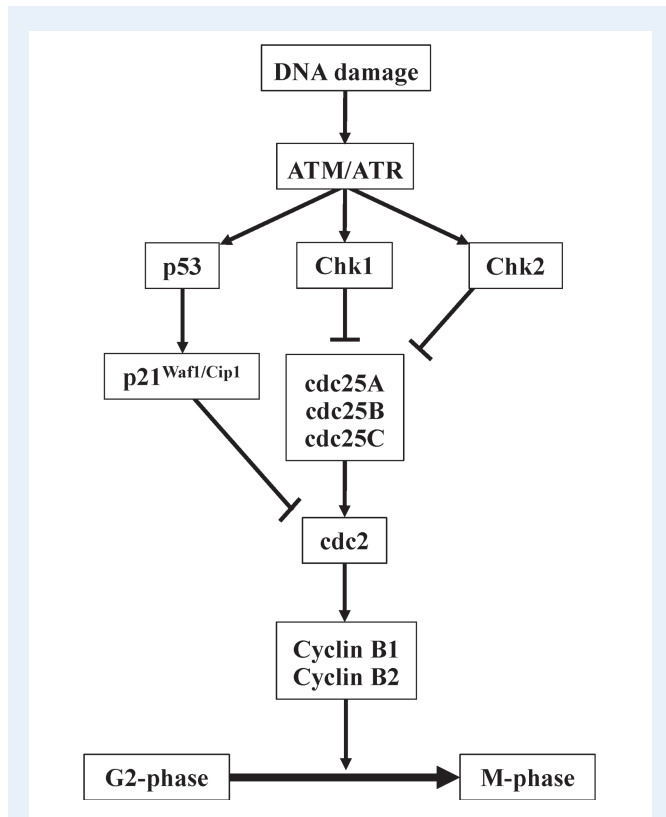 DNA damage
ATM/ATR
p53
Chk1
Chk2
p21Waf1/Cip1
cdc25A
cdc25B
cdc25C
cdc2
Cyclin B1
Cyclin B2
G2-phase
M-phase